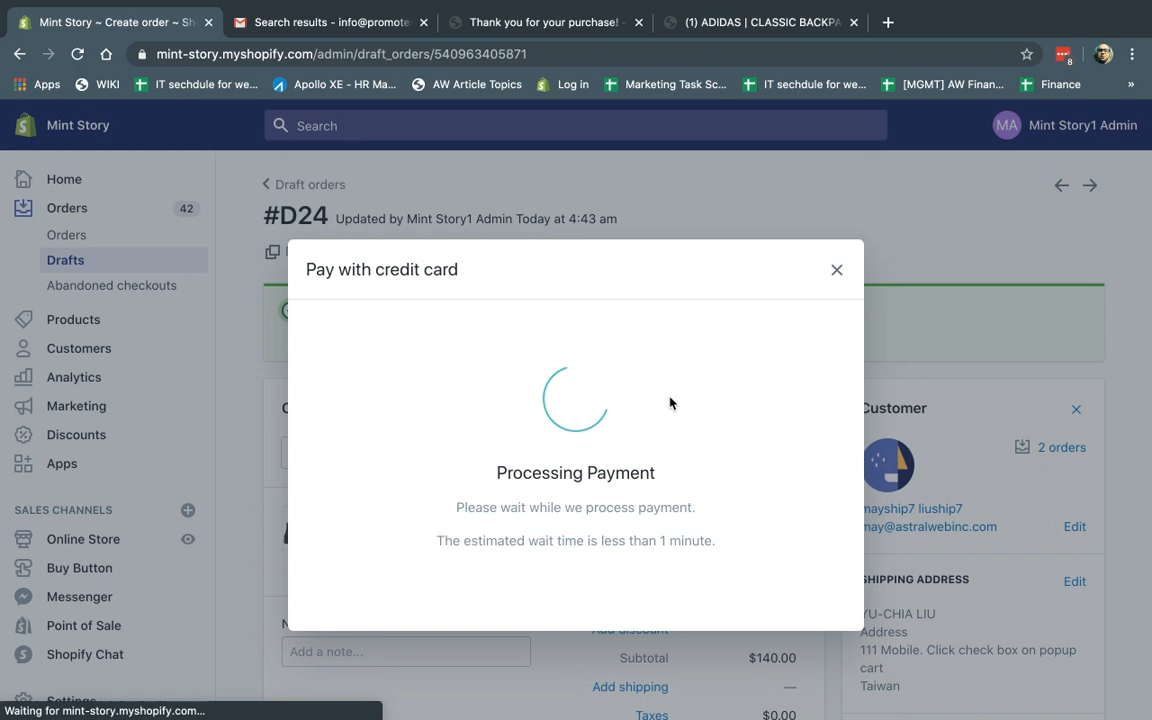 Mint Story ~ Create order ~ Sh
Search results - info@promote
Thank you for your purchase! -
(1) ADIDAS | CLASSIC BACKPA
mint-story.myshopify.com/admin/draft_orders/540963405871
8
Apps
WIKI
IT sechdule for we...
Apollo XE - HR Ma...
AW Article Topics
Log in
Marketing Task Sc...
IT sechdule for we...
[MGMT] AW Finan...
Finance
»
Mint Story
Search
MA
Mint Story1 Admin
Home
Orders
42
Orders
Drafts
Abandoned checkouts
Products
Customers
Analytics
Marketing
Discounts
Apps
SALES CHANNELS
Online Store
Buy Button
Messenger
Point of Sale
Shopify Chat
Settings
Waiting for mint-story.myshopify.com...
Draft orders
#D24 Updated by Mint Story1 Admin Today at 4:43 am
Pay with credit card
Processing Payment
Please wait while we process payment.
The estimated wait time is less than 1 minute.
Add a note...
Add discount
Subtotal
$140.00
Add shipping
—
Taxes
$0.00
Customer
2 orders
mayship7 liuship7
may@astralwebinc.com
Edit
SHIPPING ADDRESS
Edit
YU-CHIA LIU
Address
111 Mobile. Click check box on popup
cart
Taiwan